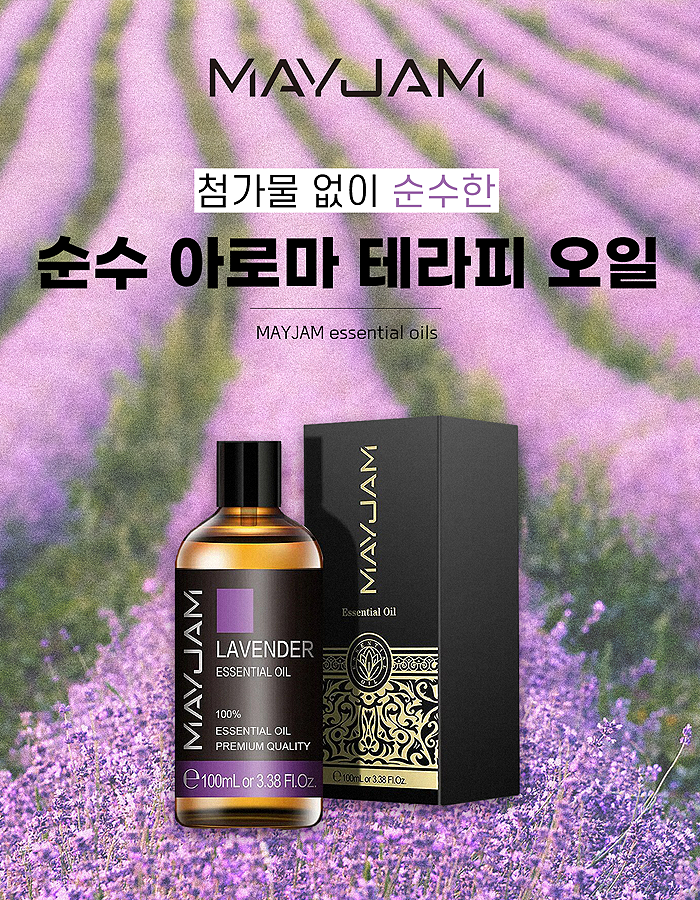 MAYJAM
첨가물 없이 순수한
순수 아로마 테라피 오일
MAYJAM essential oils
MAYJAM
LAVENDER
ESSENTIAL OIL
100%
ESSENTIAL OIL
PREMIUM QUALITY
℮100mL or 3.38 Fl.Oz.
MAYJAM
Essential Oil
℮100mL or 3.38 Fl.Oz.